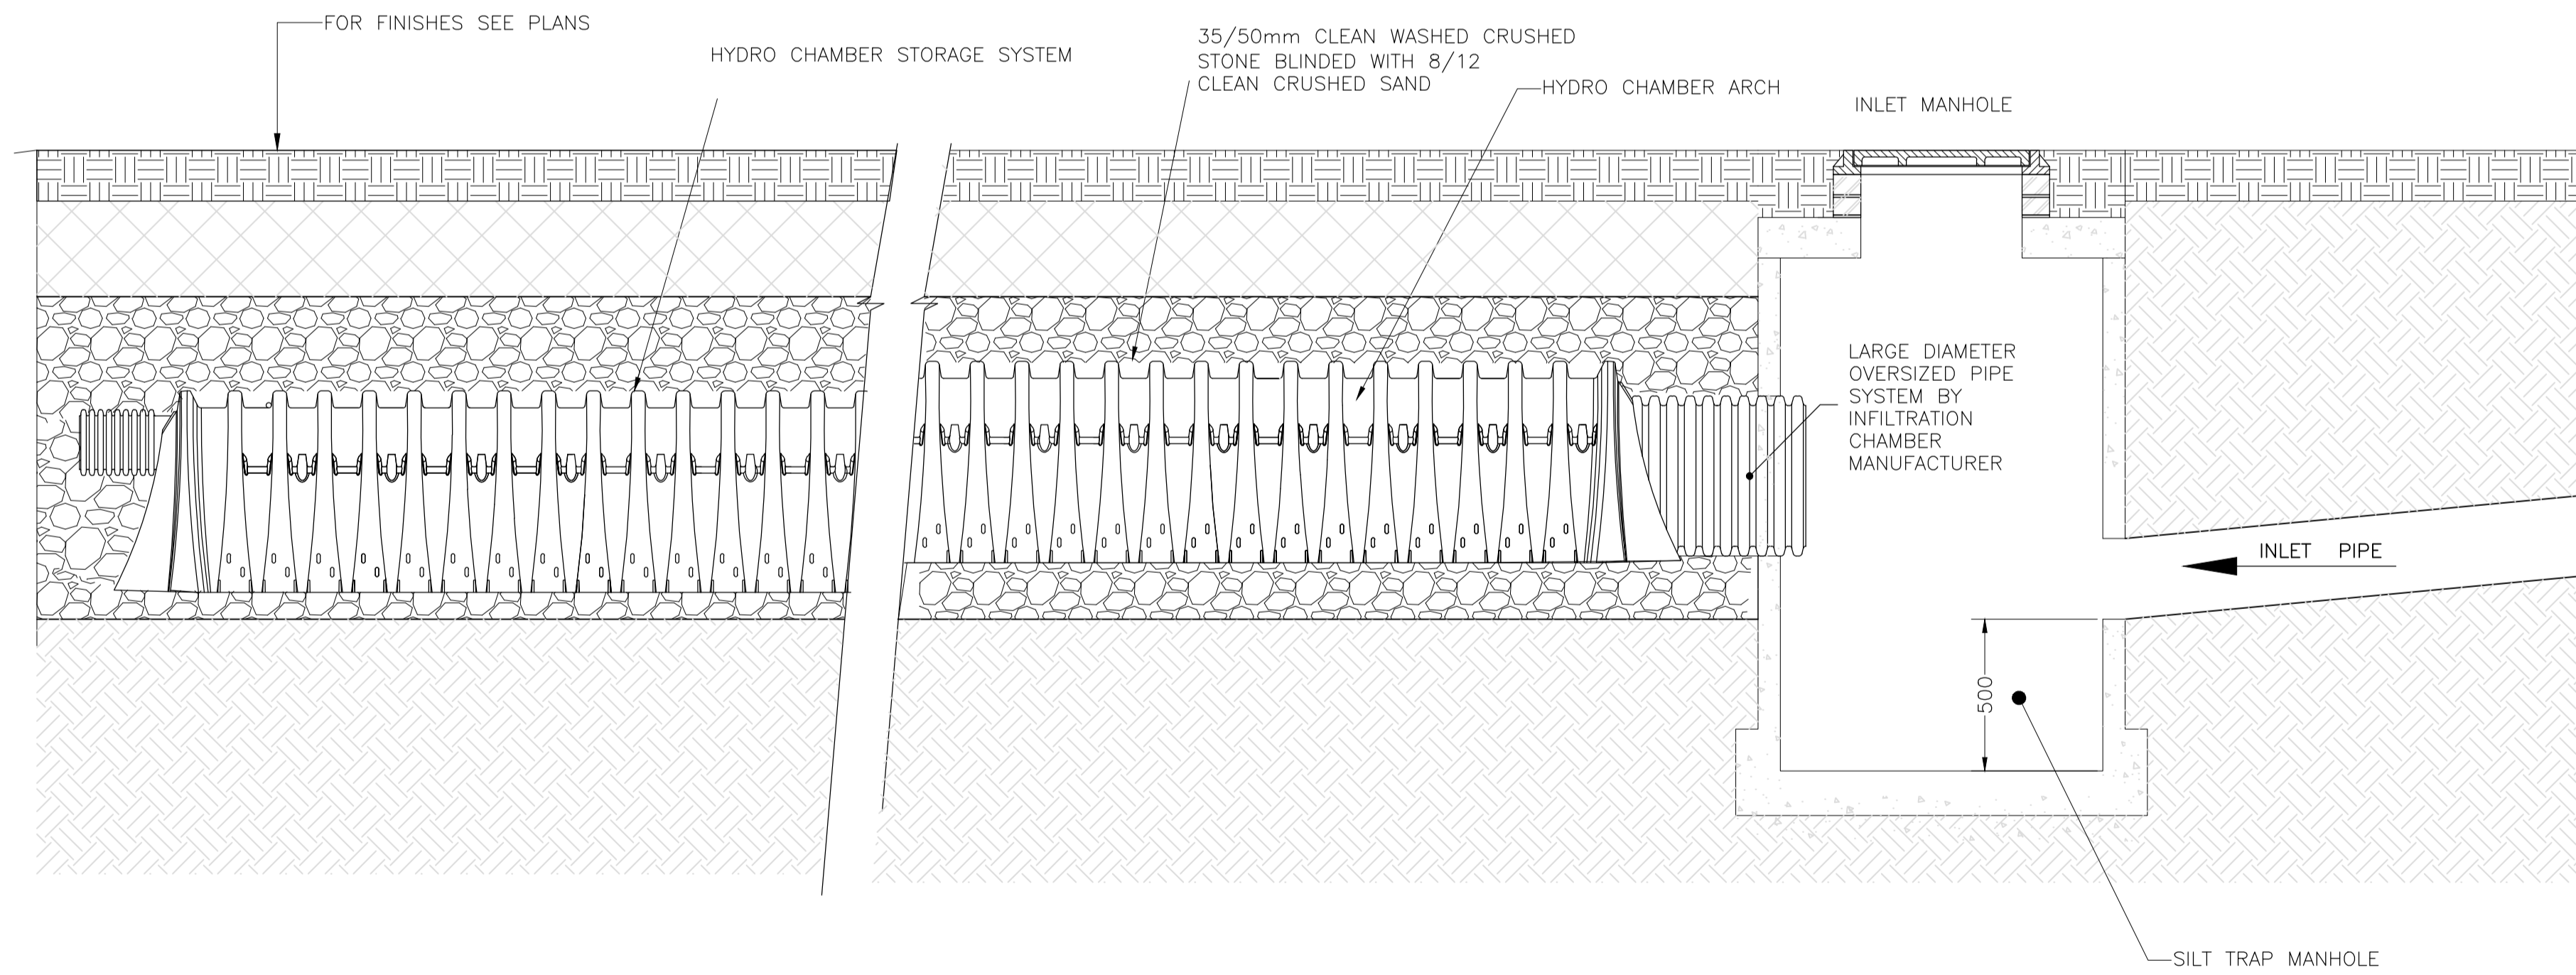 FOR FINISHES SEE PLANS
HYDRO CHAMBER STORAGE SYSTEM
35/50mm CLEAN WASHED CRUSHED
STONE BLINDED WITH 8/12
CLEAN CRUSHED SAND
HYDRO CHAMBER ARCH
INLET MANHOLE
LARGE DIAMETER
OVERSIZED PIPE
SYSTEM BY
INFILTRATION
CHAMBER
MANUFACTURER
INLET PIPE
500
SILT TRAP MANHOLE